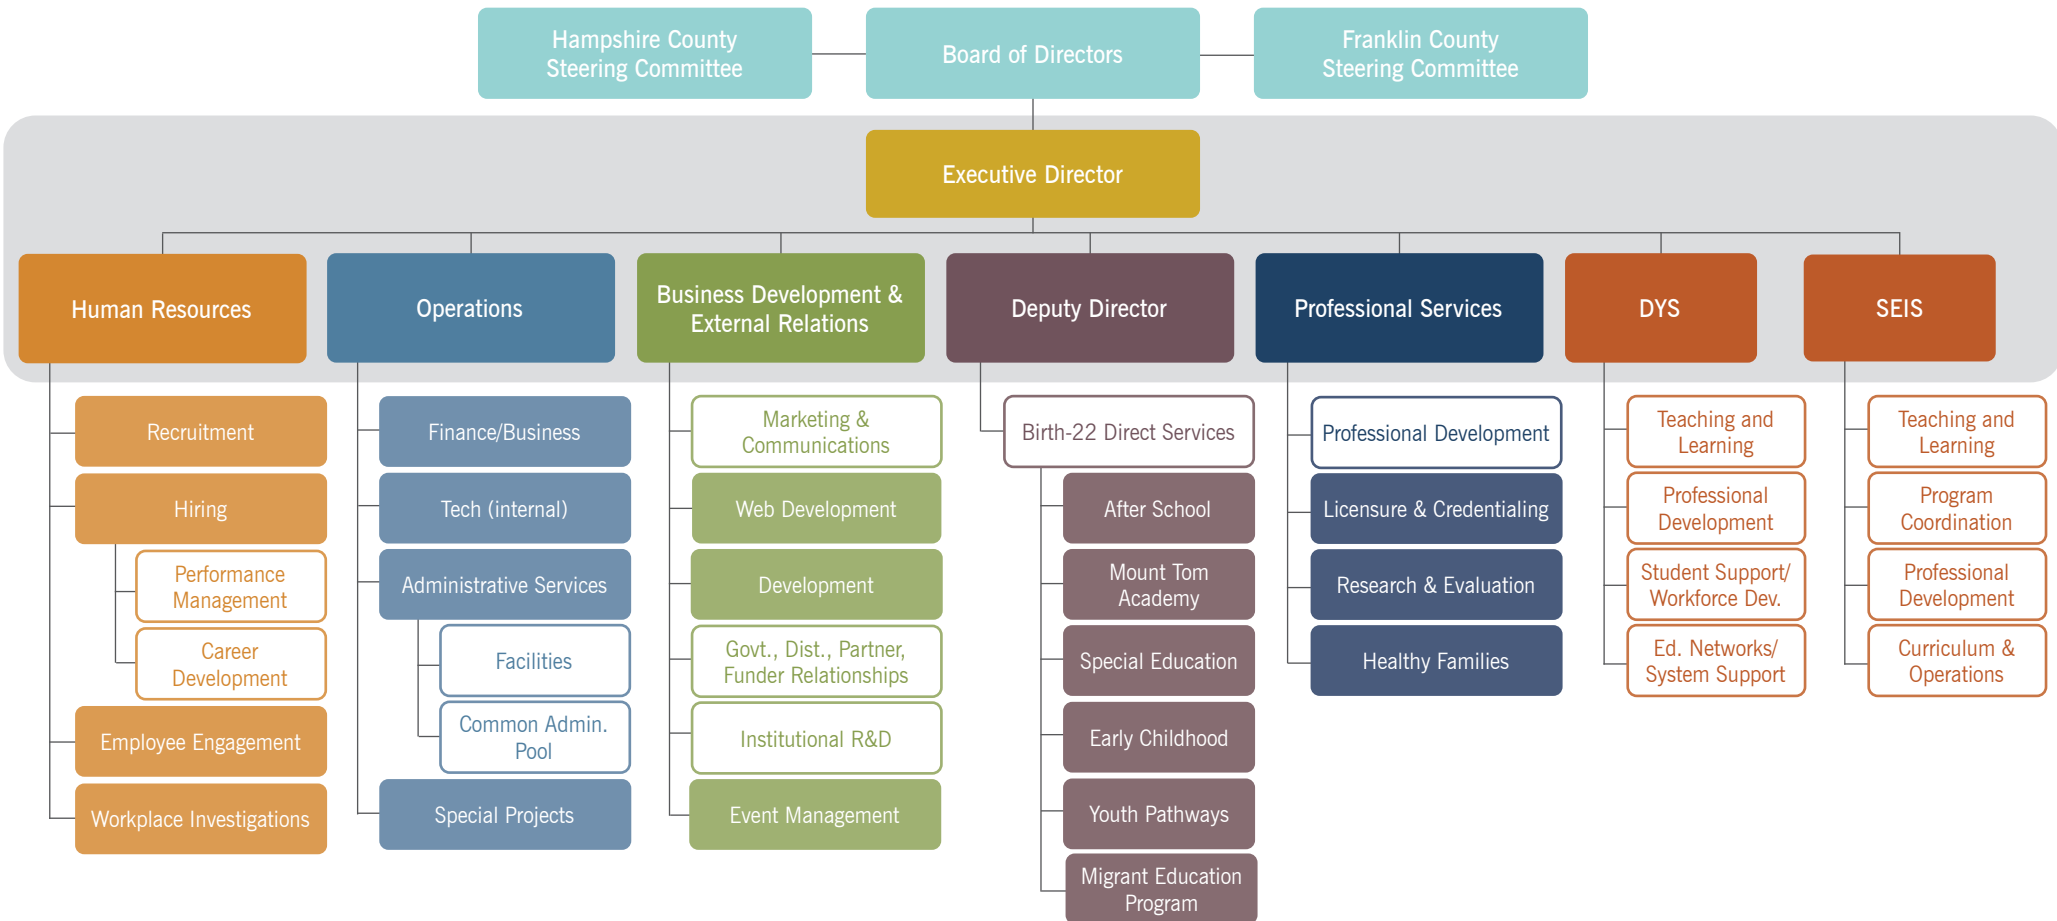 Hampshire County
Steering Committee
Board of Directors
Franklin County
Steering Committee
Executive Director
Human Resources
Operations
Business Development &
External Relations
Deputy Director
Professional Services
DYS
SEIS
Recruitment
Hiring
Performance
Management
Career
Development
Employee Engagement
Workplace Investigations
Finance/Business
Tech (internal)
Administrative Services
Facilities
Common Admin.
Pool
Special Projects
Marketing &
Communications
Web Development
Development
Govt., Dist., Partner,
Funder Relationships
Institutional R&D
Event Management
Birth-22 Direct Services
After School
Mount Tom
Academy
Special Education
Early Childhood
Youth Pathways
Migrant Education
Program
Professional Development
Licensure & Credentialing
Research & Evaluation
Healthy Families
Teaching and
Learning
Professional
Development
Student Support/
Workforce Dev.
Ed. Networks/
System Support
Teaching and
Learning
Program
Coordination
Professional
Development
Curriculum &
Operations